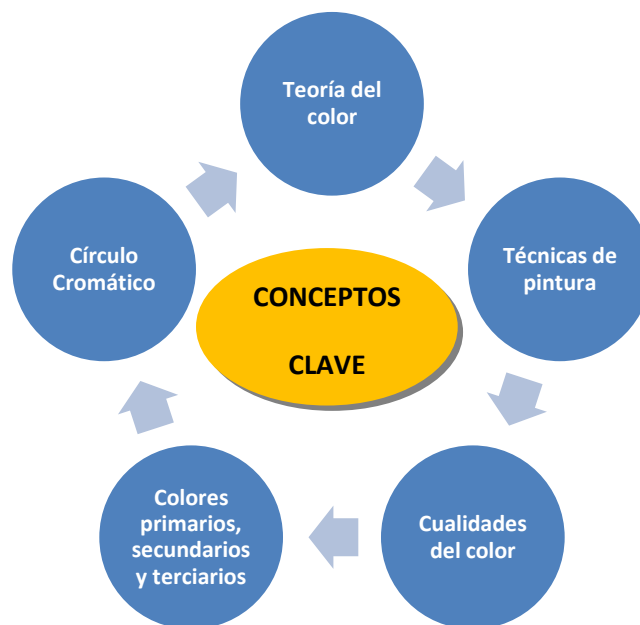 Teoría del
color
Técnicas de
pintura
Cualidades
del color
Colores
primarios,
secundarios
y terciarios
Círculo
Cromático
CONCEPTOS
CLAVE